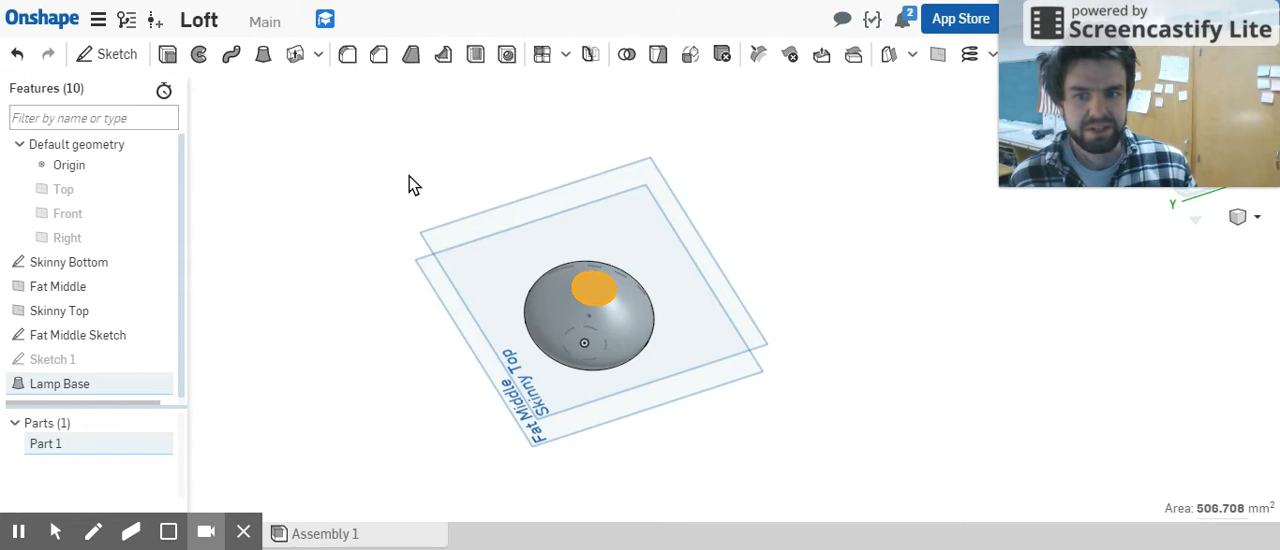 Onshape
Loft
Main
2
App Store
powered by
Screencastify Lite
Sketch
Features (10)
Filter by name or type
Default geometry
Origin
Top
Front
Right
Skinny Bottom
Fat Middle
Skinny Top
Fat Middle Sketch
Sketch 1
Lamp Base
Parts (1)
Part 1
Skinny Top
Fat Middle
Y
Area: 506.708 mm²
Assembly 1